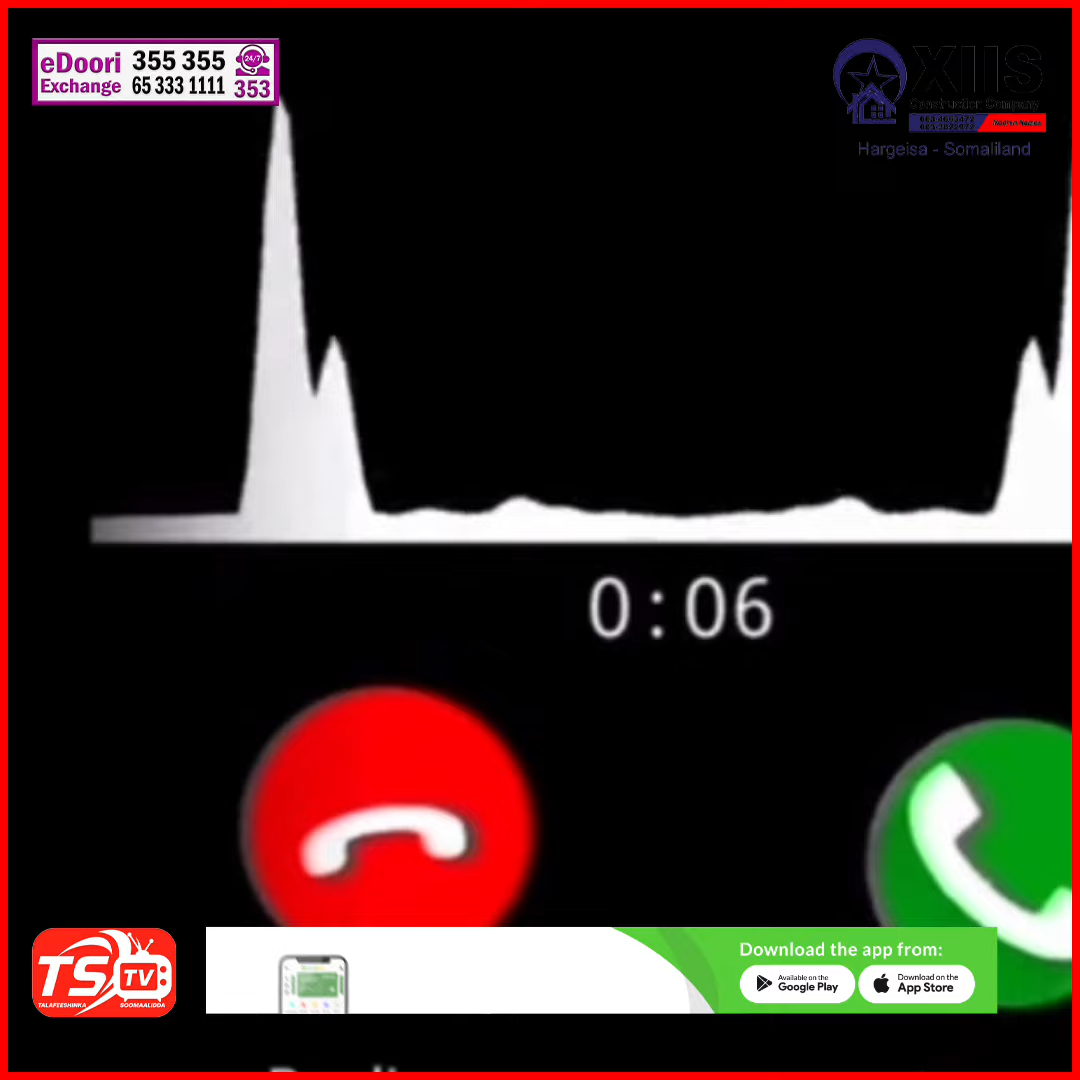 eDoori
Exchange
355 355
65 333 1111
24/7
353
XIIS
Construction Company
Hargeisa - Somaliland
0:06
TS TV
TALAFEESHINKA SOOMAALIDDA
Download the app from:
Available on the
Google Play
Download on the
App Store